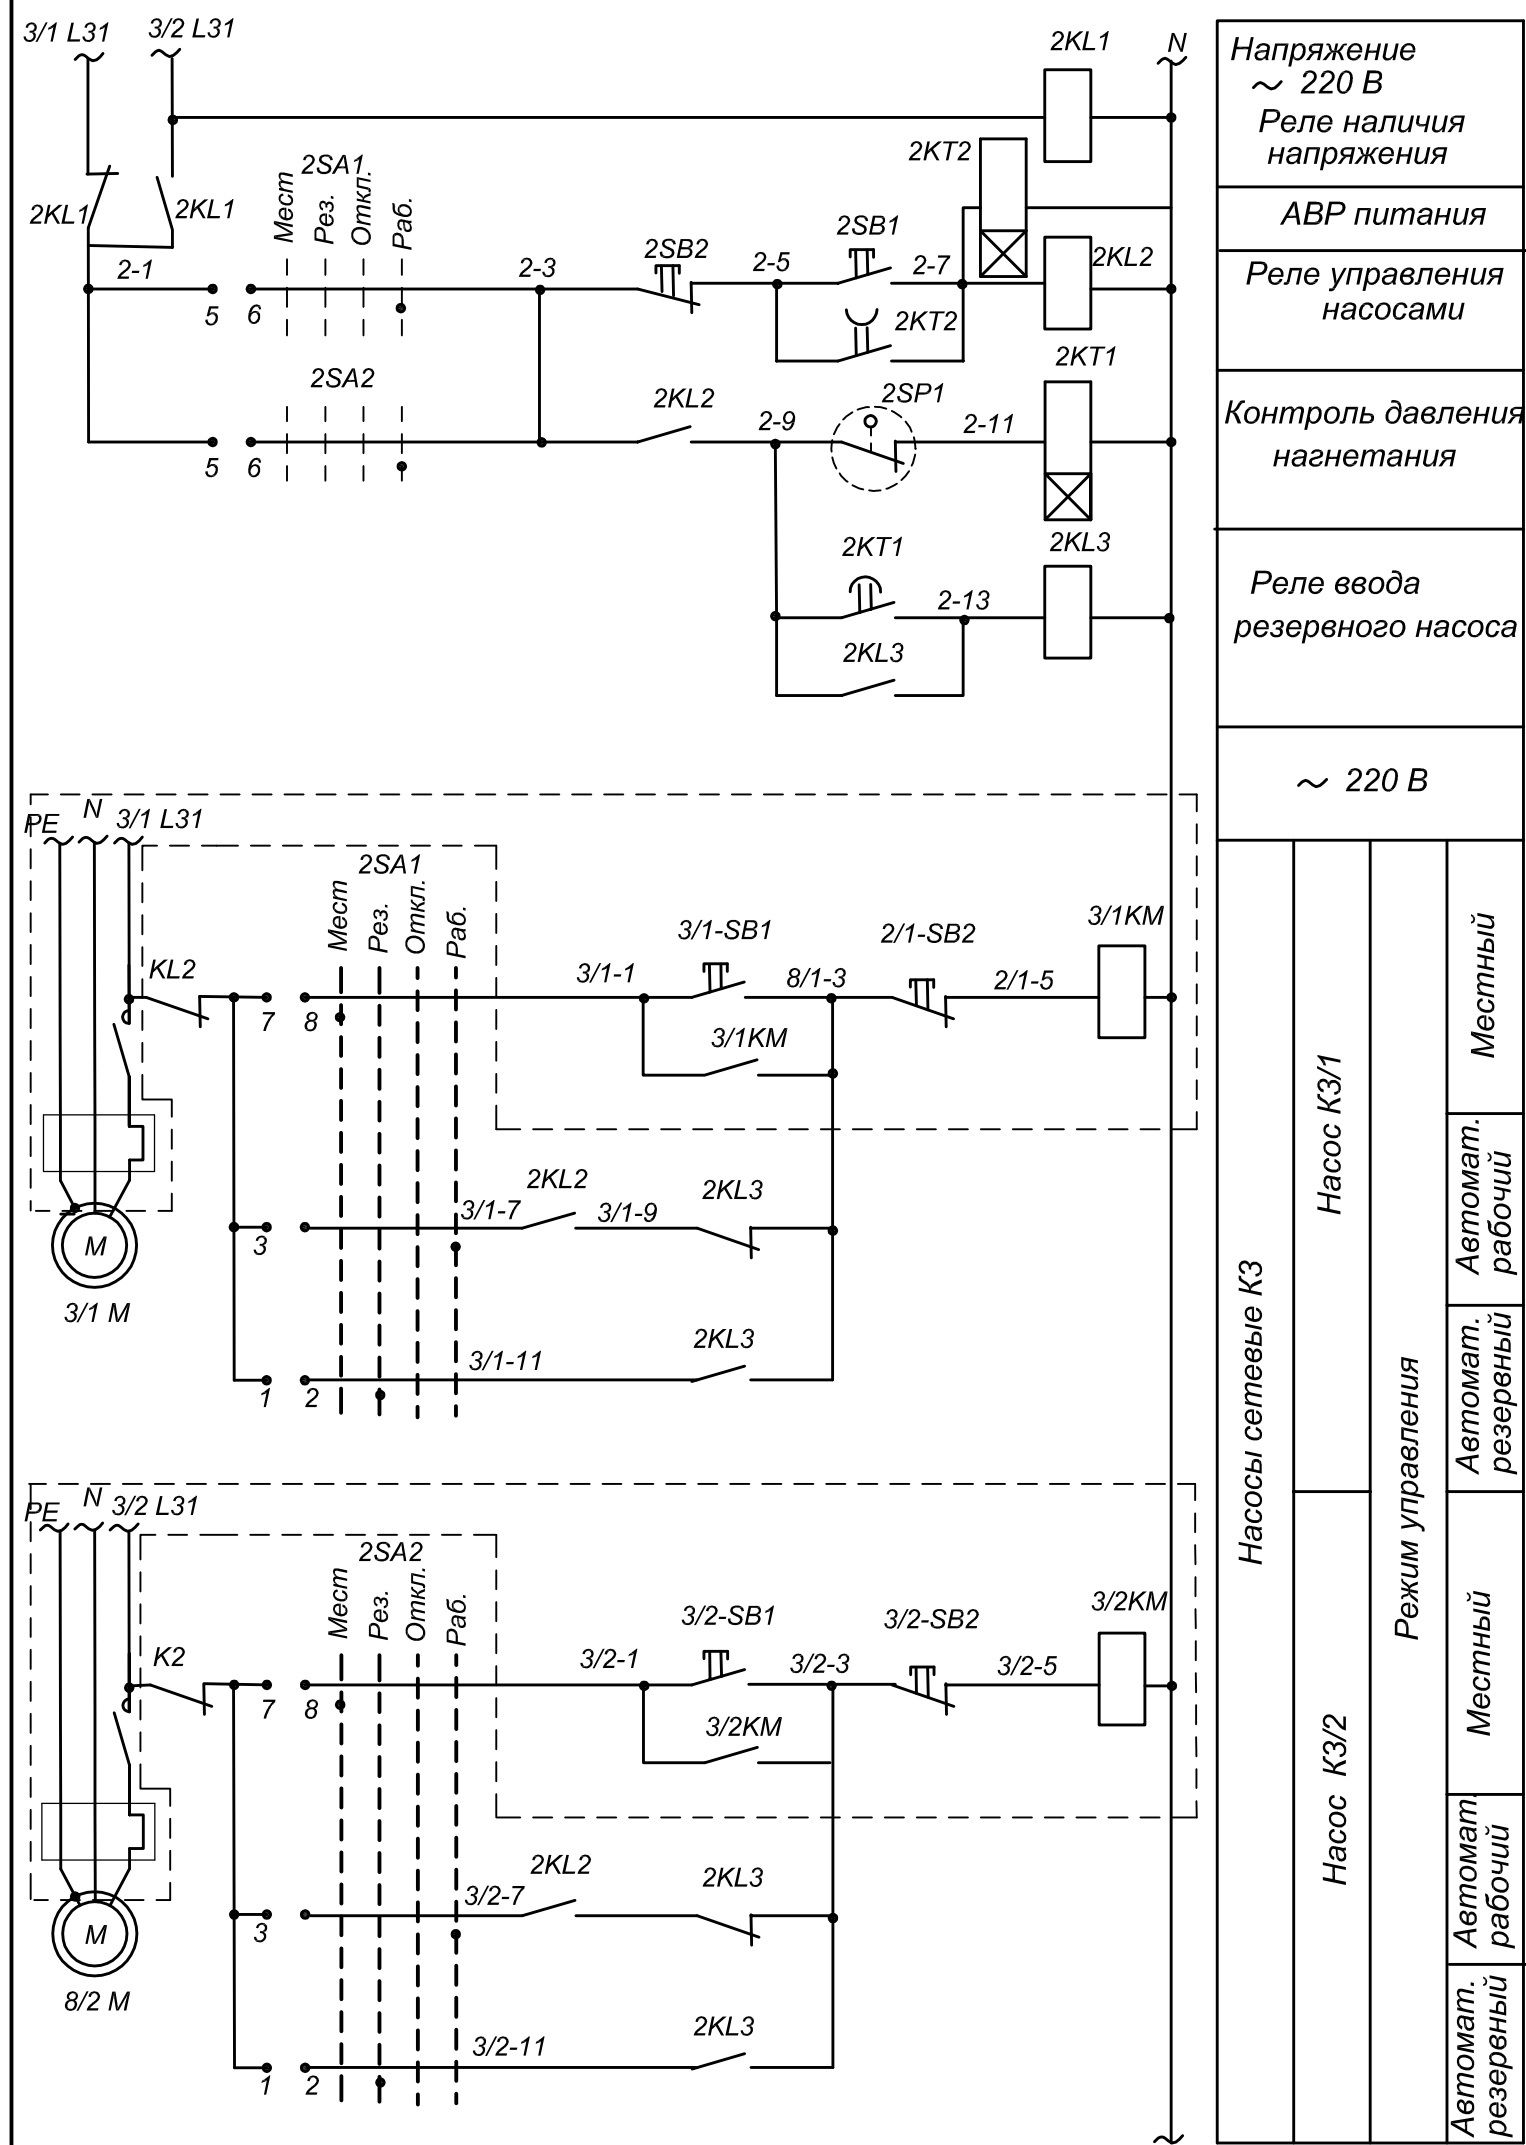 3/1 L31
3/2 L31
2KL1
N
Напряжение
~ 220 В
Реле наличия
напряжения
2KT2
2SA1
Мест
Рез.
Откл.
Раб.
2KL1
2KL1
АВР питания
2SB2
2SB1
2KL2
2-1
2-3
2-5
2-7
5
6
Реле управления
насосами
2KT2
2KT1
2SA2
2KL2
2SP1
2-9
2-11
5
6
Контроль давления
нагнетания
2KT1
2KL3
2-13
2KL3
Реле ввода
резервного насоса
~ 220 В
PE
N
3/1 L31
2SA1
Мест
Рез.
Откл.
Раб.
KL2
3/1-SB1
2/1-SB2
3/1KM
3/1-1
8/1-3
2/1-5
7
8
3/1KM
2KL2
2KL3
3/1-7
3/1-9
3
M
3/1 M
2KL3
3/1-11
1
2
Насосы сетевые К3
Насос К3/1
Режим управления
Местный
Автомат.
рабочий
Автомат.
резервный
PE
N
3/2 L31
2SA2
Мест
Рез.
Откл.
Раб.
K2
3/2-SB1
3/2-SB2
3/2KM
3/2-1
3/2-3
3/2-5
7
8
3/2KM
2KL2
2KL3
3/2-7
3
M
8/2 M
2KL3
3/2-11
1
2
Насос К3/2
Местный
Автомат.
рабочий
Автомат.
резервный